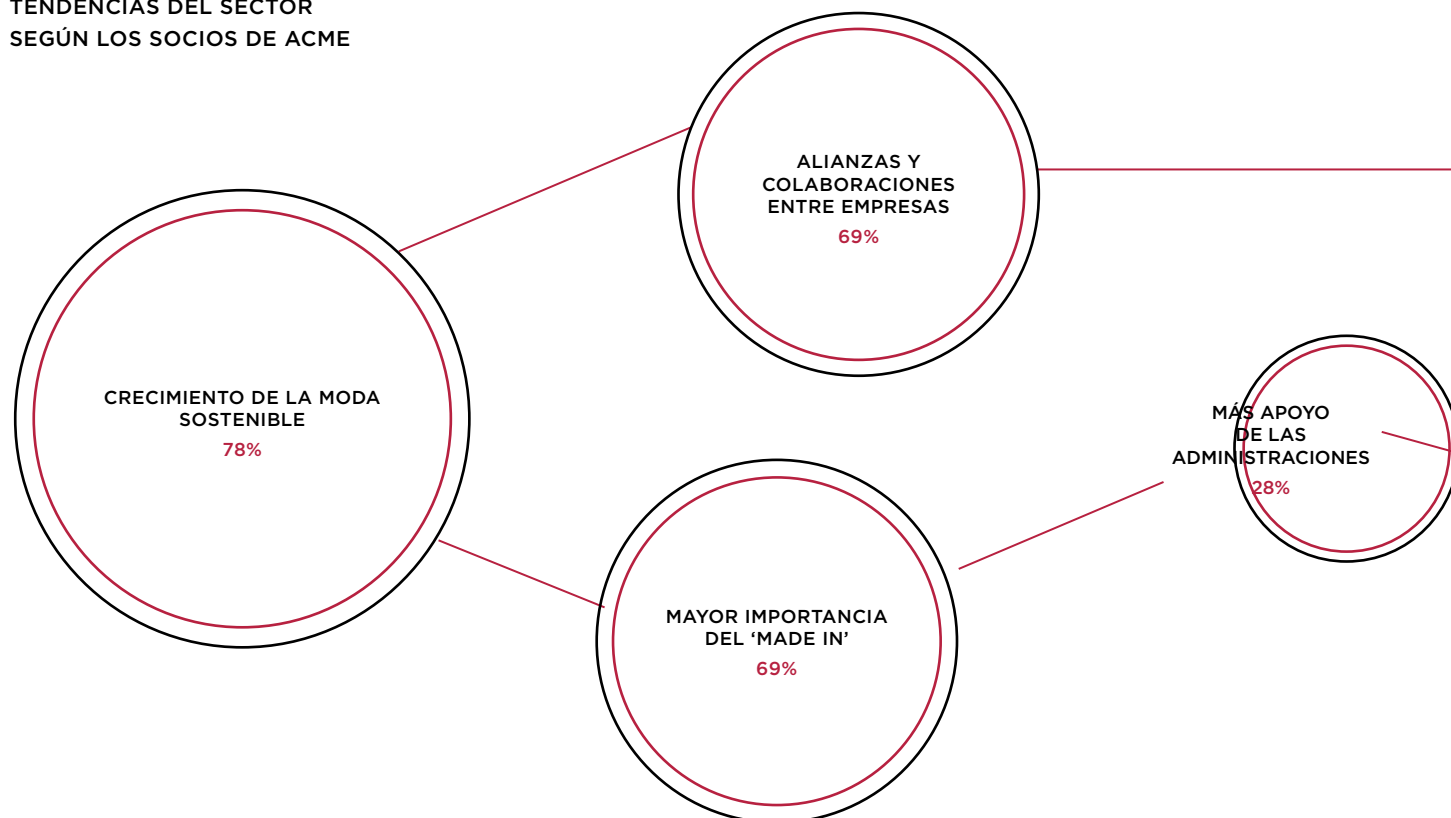 TENDENCIAS DEL SECTOR
SEGÚN LOS SOCIOS DE ACME
ALIANZAS Y
COLABORACIONES
ENTRE EMPRESAS
69%
CRECIMIENTO DE LA MODA
SOSTENIBLE
78%
MÁS APOYO
DE LAS
ADMINISTRACIONES
28%
MAYOR IMPORTANCIA
DEL ‘MADE IN’
69%